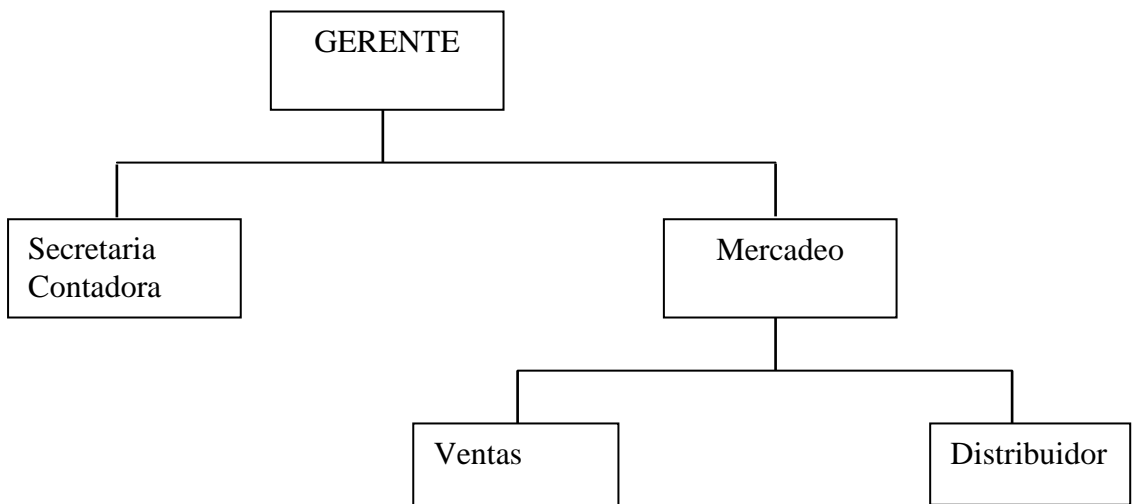 GERENTE
Secretaria
Contadora
Mercadeo
Ventas
Distribuidor